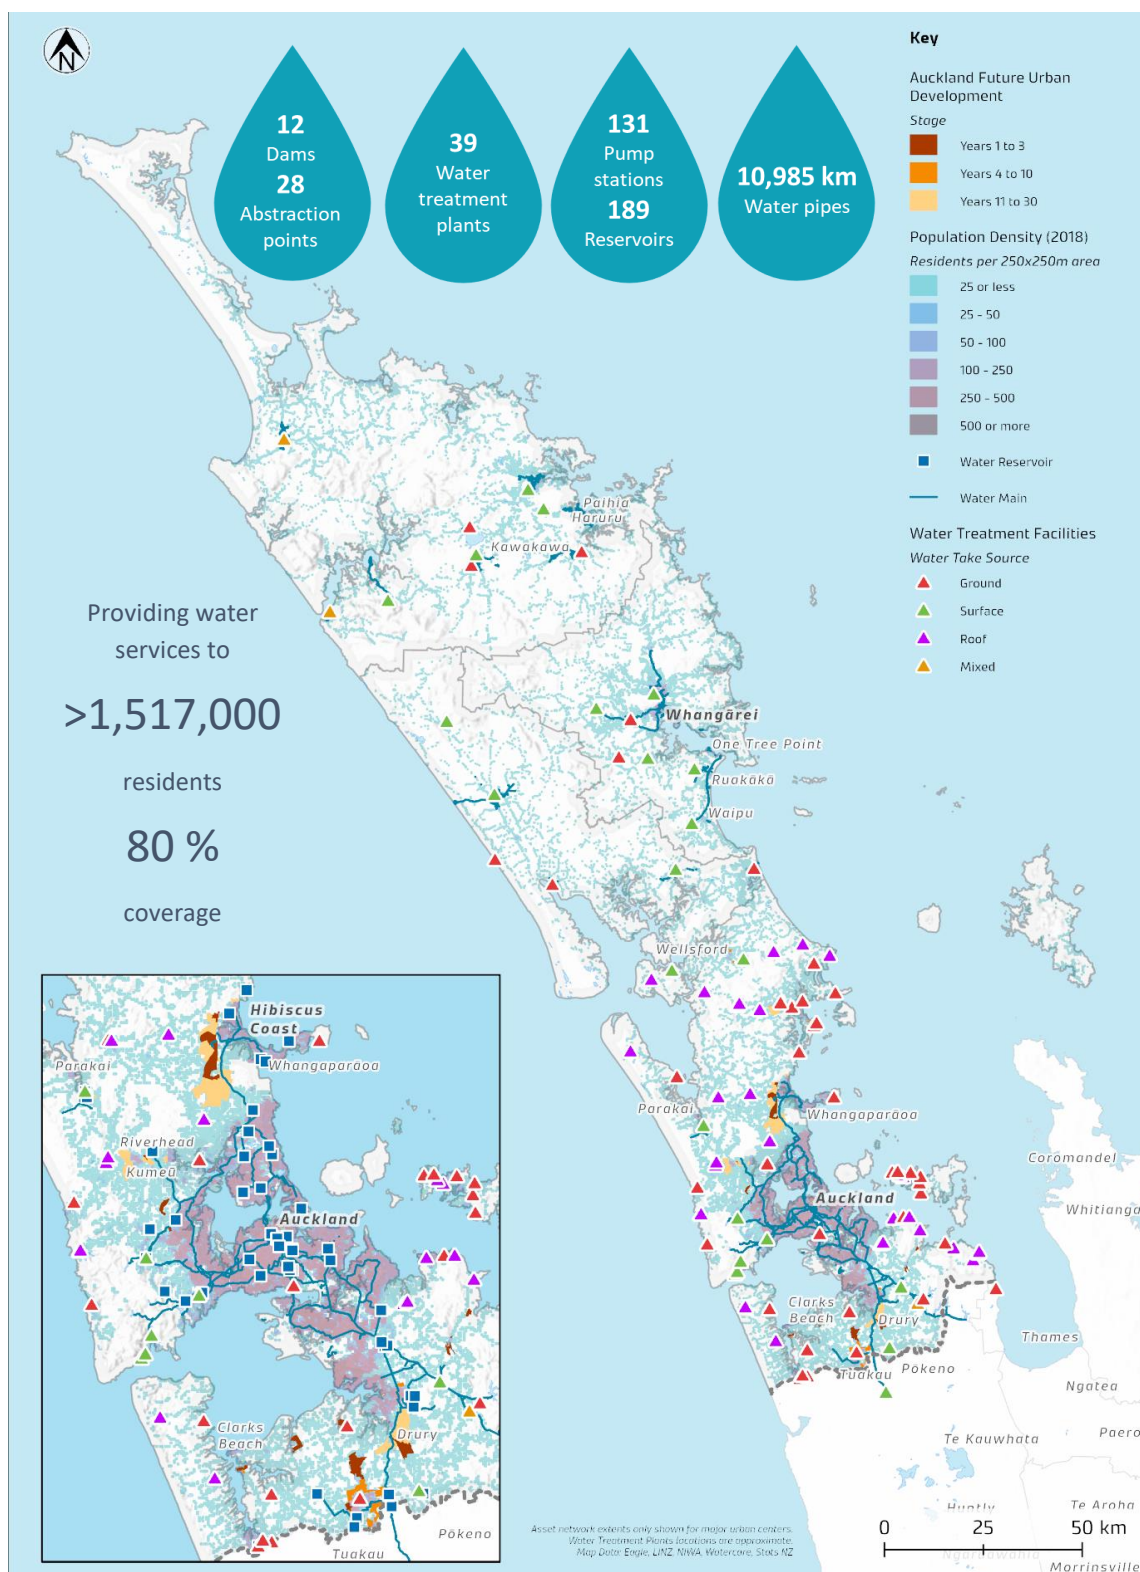 N
12
Dams
28
Abstraction
points
39
Water
treatment
plants
131
Pump
stations
189
Reservoirs
10,985 km
Water pipes
Key
Auckland Future Urban
Development
Stage
Years 1 to 3
Years 4 to 10
Years 11 to 30
Population Density (2018)
Residents per 250x250m area
25 or less
25 - 50
50 - 100
100 - 250
250 - 500
500 or more
Water Reservoir
Water Main
Water Treatment Facilities
Water Take Source
Ground
Surface
Roof
Mixed
Providing water
services to
>1,517,000
residents
80 %
coverage
Paihia
Haruru
Kawakawa
Whangārei
One Tree Point
Ruakākā
Waipu
Wellsford
Parakai
Whangaparāoa
Auckland
Clarks
Beach
Drury
Tuakau
Pōkeno
Coromandel
Whitianga
Thames
Ngatea
Paero
Te Kauwhata
Huntly
Te Aroha
Ngaruawahia
Morrinsville
Hibiscus
Coast
Whangaparāoa
Parakai
Riverhead
Kumeū
Auckland
Clarks
Beach
Drury
Pōkeno
Tuakau
Asset network extents only shown for major urban centers.
Water Treatment Plants locations are approximate.
Map Data: Eagle, LINZ, NIWA, Watercare, Stats NZ
0 25 50 km